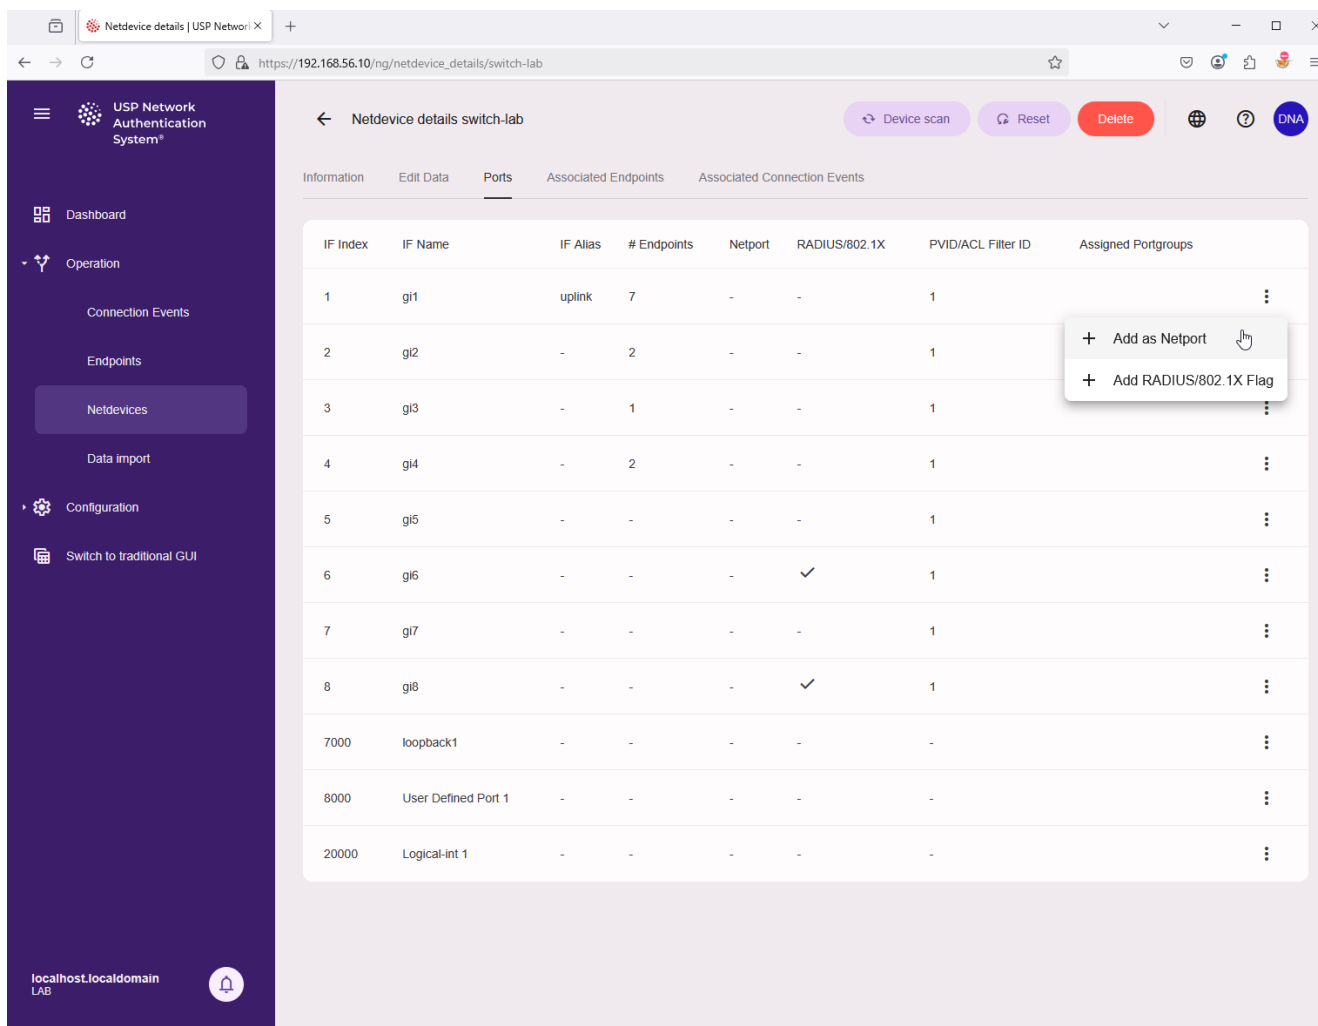 Netdevice details | USP Networ
https://192.168.56.10/ng/netdevice_details/switch-lab
USP Network
Authentication
System®
Netdevice details switch-lab
Device scan
Reset
Delete
DNA
Information
Edit Data
Ports
Associated Endpoints
Associated Connection Events
Dashboard
Operation
Connection Events
Endpoints
Netdevices
Data import
Configuration
Switch to traditional GUI
IF Index IF Name IF Alias # Endpoints Netport RADIUS/802.1X PVID/ACL Filter ID Assigned Portgroups
1 gi1 uplink 7 - - 1
2 gi2 - 2 - - 1
3 gi3 - 1 - - 1
4 gi4 - 2 - - 1
5 gi5 - - - - 1
6 gi6 - - - ✓ 1
7 gi7 - - - - 1
8 gi8 - - - ✓ 1
7000 loopback1 - - - - -
8000 User Defined Port 1 - - - - -
20000 Logical-int 1 - - - - -
+ Add as Netport
+ Add RADIUS/802.1X Flag
localhost.localdomain
LAB